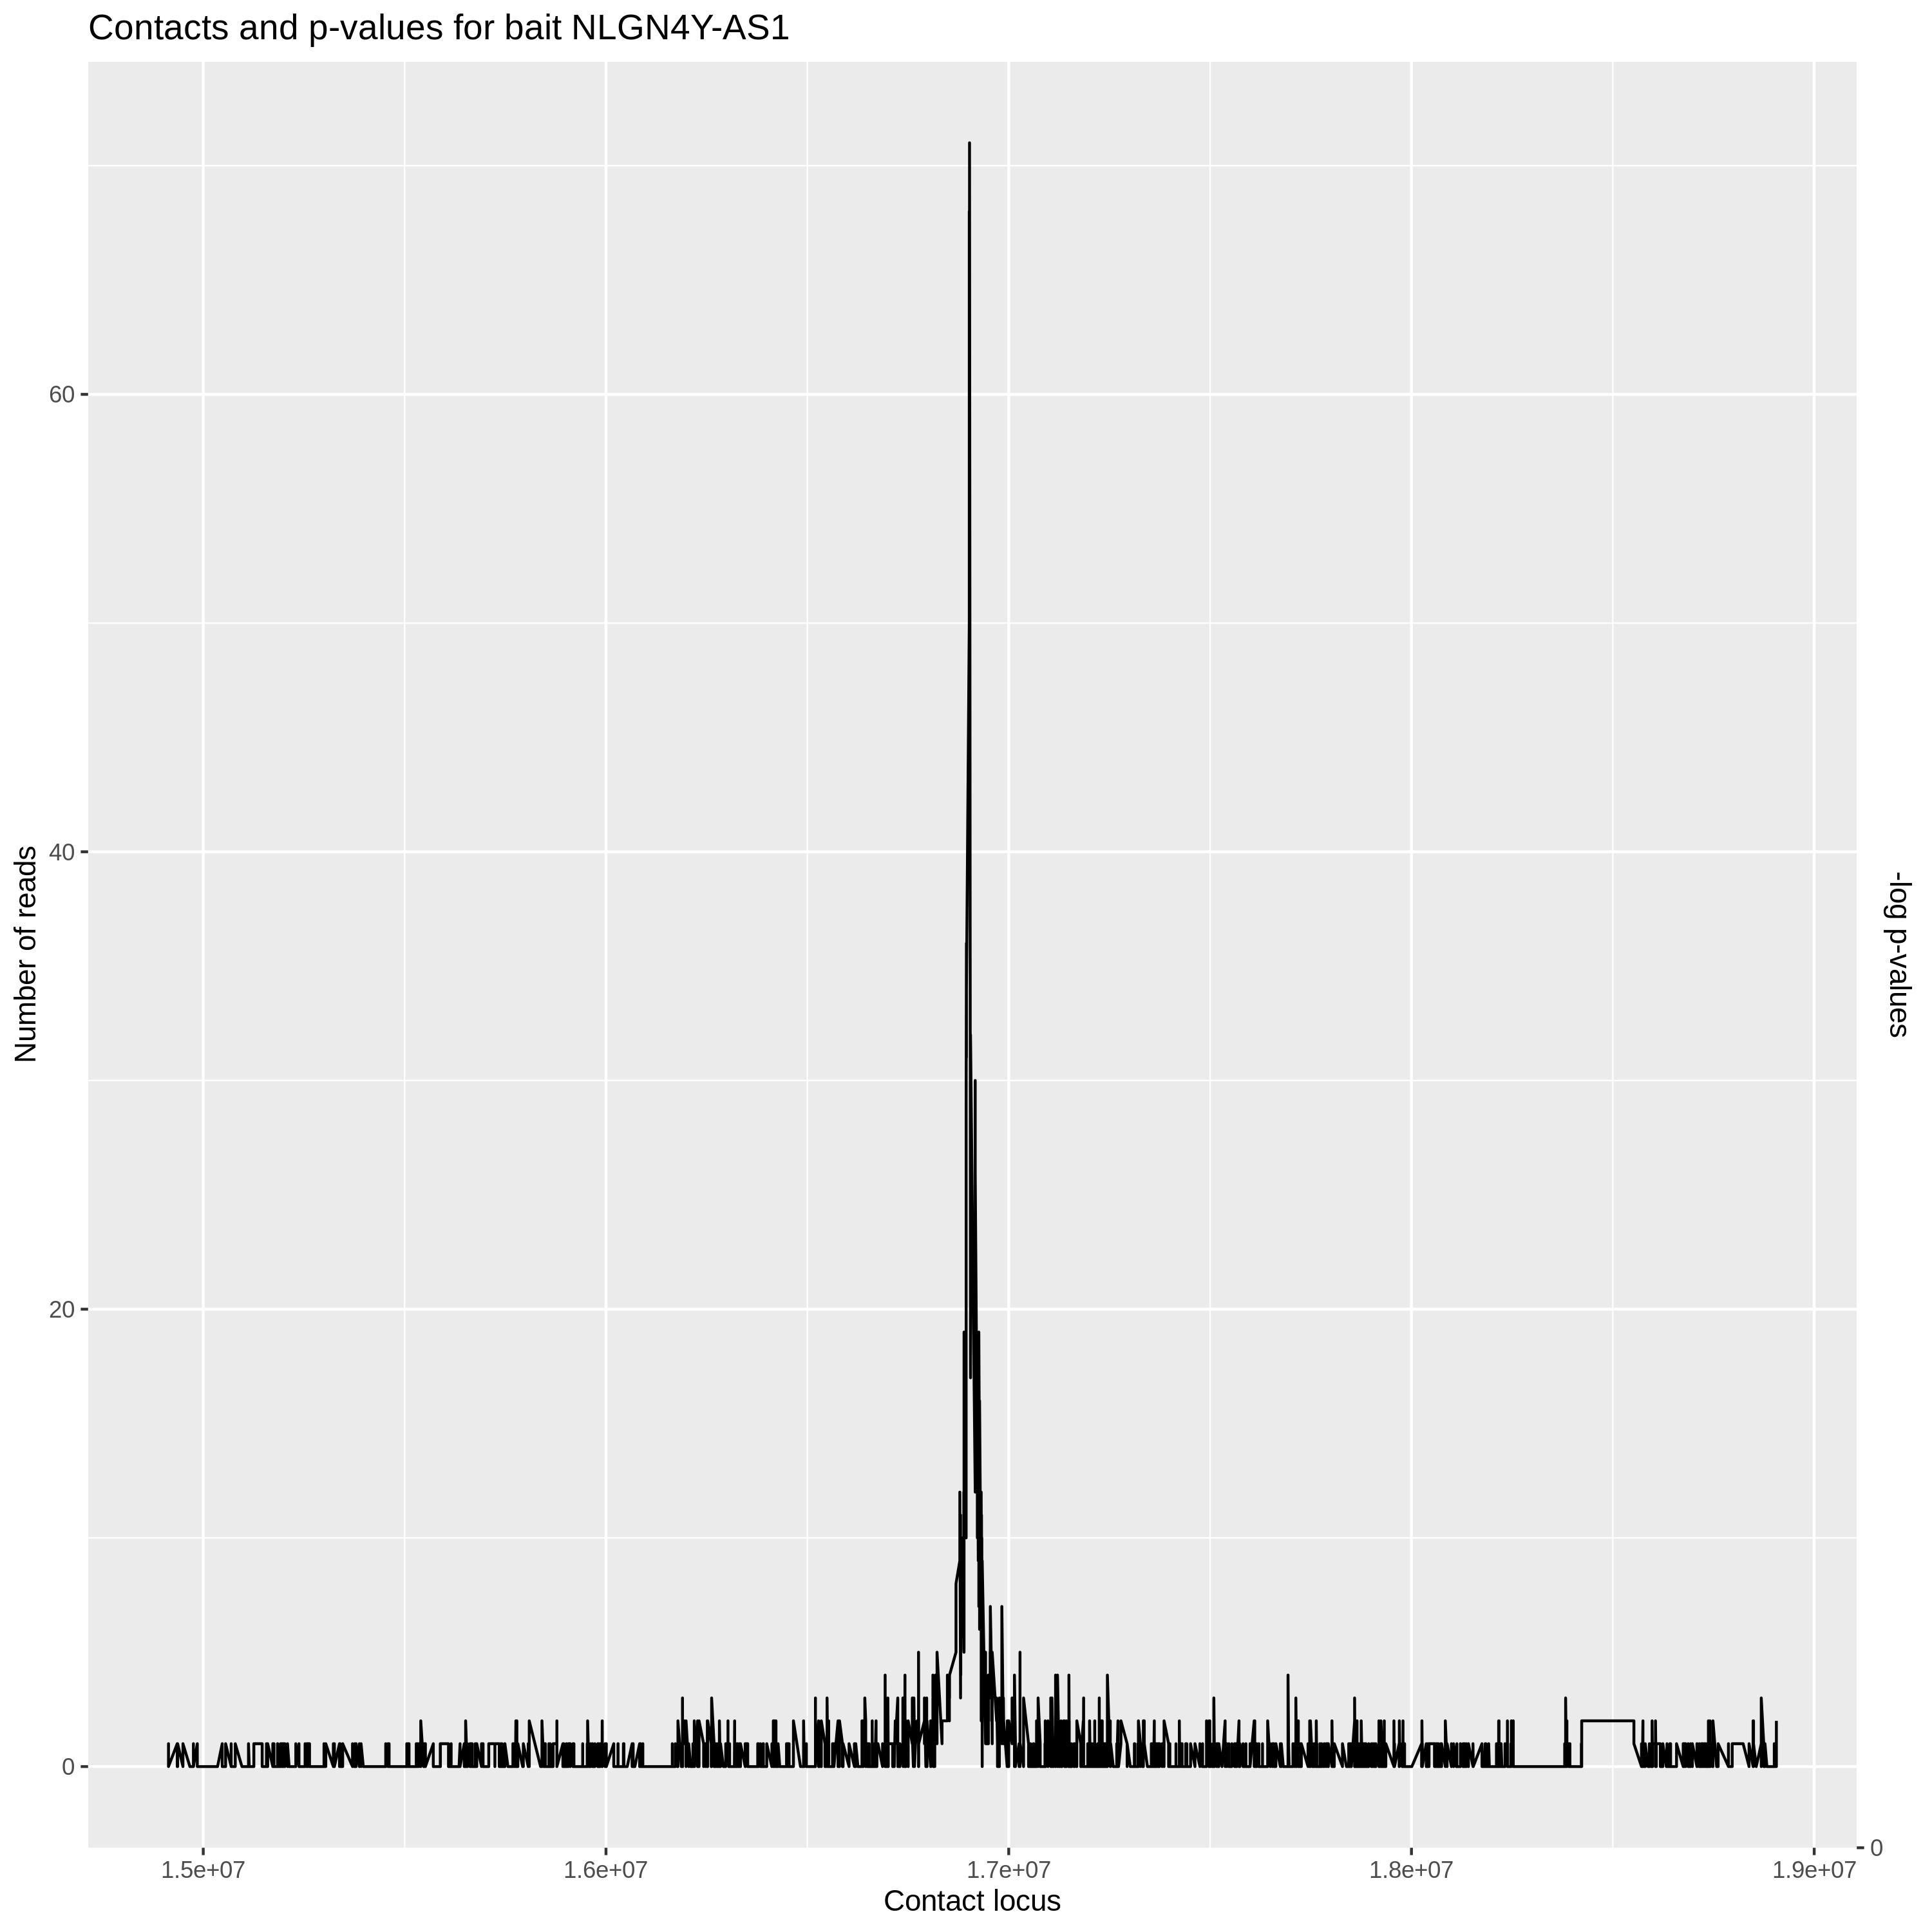 Contacts and p-values for bait NLGN4Y-AS1
Number of reads
60
40
20
0
-log p-values
0
1.5e+07 1.6e+07 1.7e+07 1.8e+07 1.9e+07
Contact locus